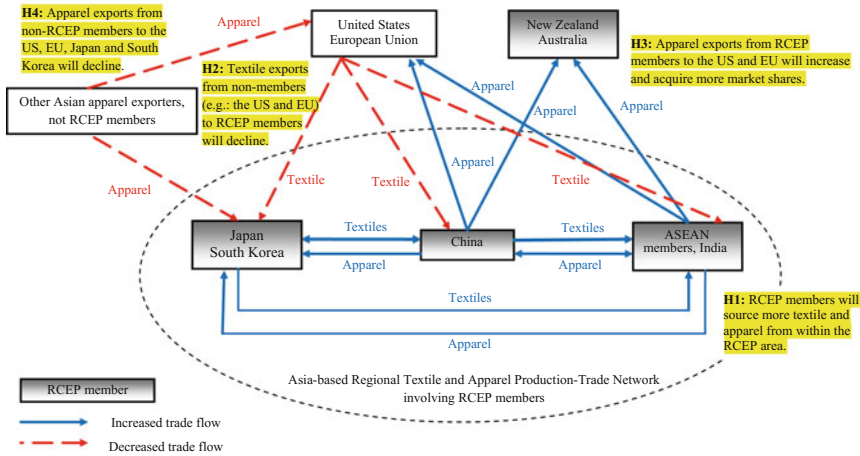 H4: Apparel exports from
non-RCEP members to the
US, EU, Japan and South
Korea will decline.
Apparel
United States
European Union
New Zealand
Australia
H3: Apparel exports from RCEP
members to the US and EU will increase
and acquire more market shares.
H2: Textile exports
from non-members
(e.g.: the US and EU)
to RCEP members
will decline.
Other Asian apparel exporters,
not RCEP members
Apparel
Apparel
Apparel
Apparel
Apparel
Textile
Textile
Textile
Japan
South Korea
Textiles
Apparel
China
Textiles
Apparel
ASEAN
members, India
Textiles
Apparel
H1: RCEP members will
source more textile and
apparel from within the
RCEP area.
Asia-based Regional Textile and Apparel Production-Trade Network
involving RCEP members
RCEP member
Increased trade flow
Decreased trade flow